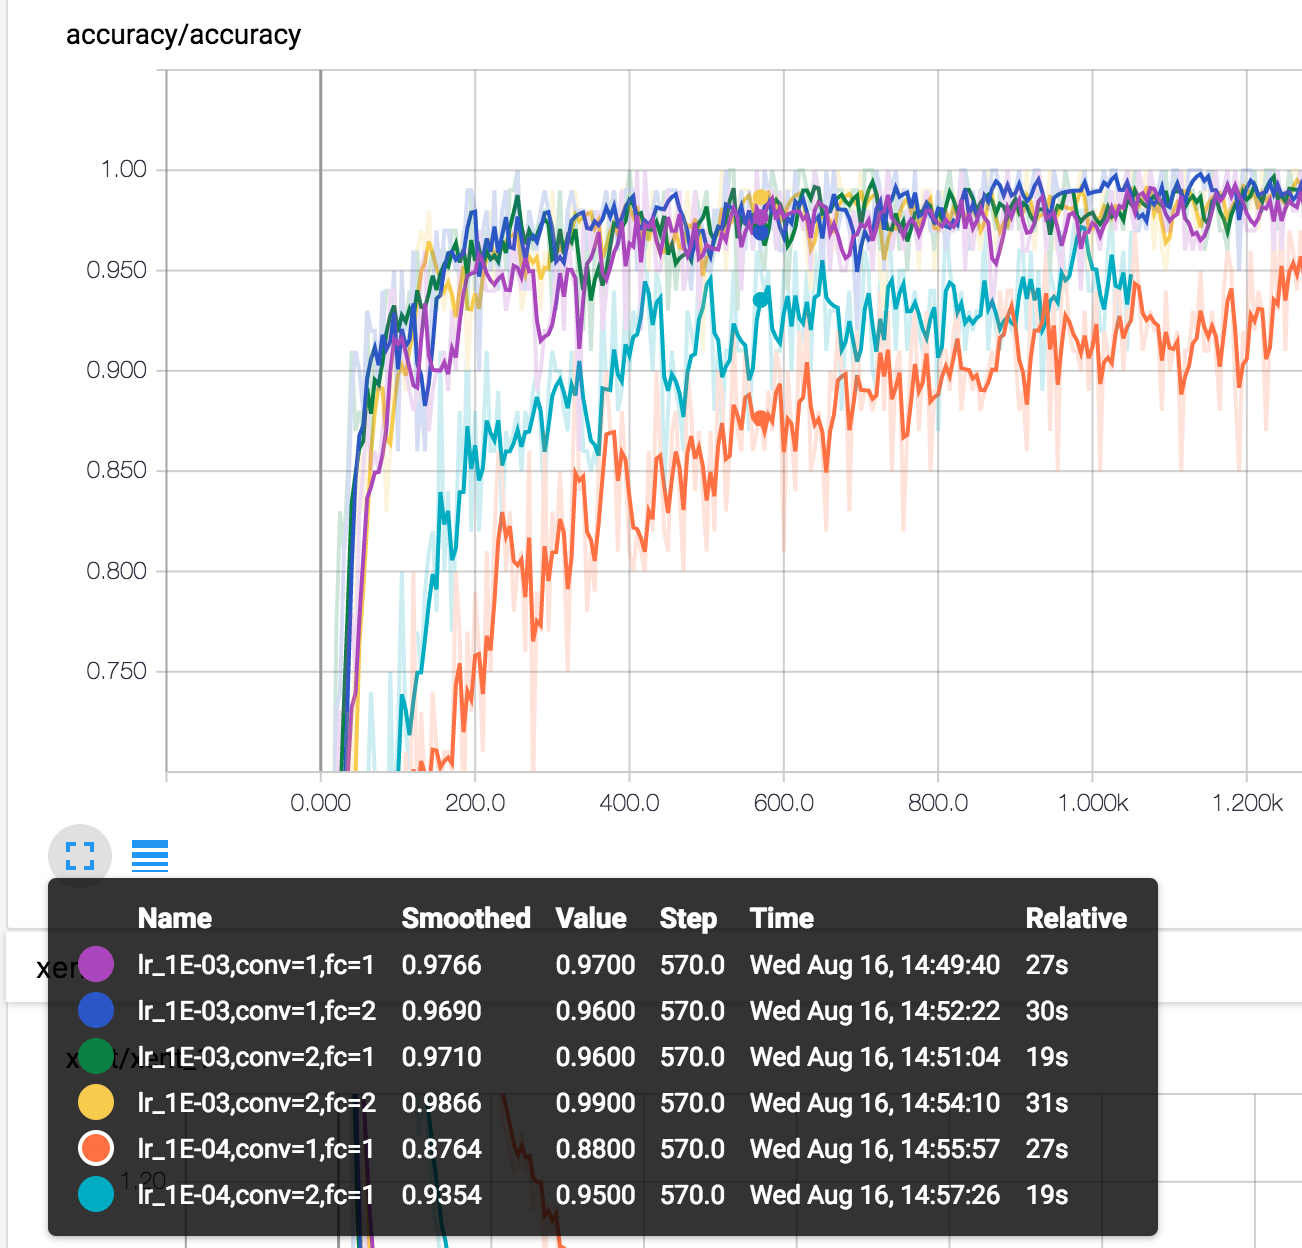 accuracy/accuracy
1.00
0.950
0.900
0.850
0.800
0.750
0.000 200.0 400.0 600.0 800.0 1.000k 1.200k
Name Smoothed Value Step Time Relative
lr_1E-03,conv=1,fc=1 0.9766 0.9700 570.0 Wed Aug 16, 14:49:40 27s
lr_1E-03,conv=1,fc=2 0.9690 0.9600 570.0 Wed Aug 16, 14:52:22 30s
lr_1E-03,conv=2,fc=1 0.9710 0.9600 570.0 Wed Aug 16, 14:51:04 19s
lr_1E-03,conv=2,fc=2 0.9866 0.9900 570.0 Wed Aug 16, 14:54:10 31s
lr_1E-04,conv=1,fc=1 0.8764 0.8800 570.0 Wed Aug 16, 14:55:57 27s
lr_1E-04,conv=2,fc=1 0.9354 0.9500 570.0 Wed Aug 16, 14:57:26 19s
1.20